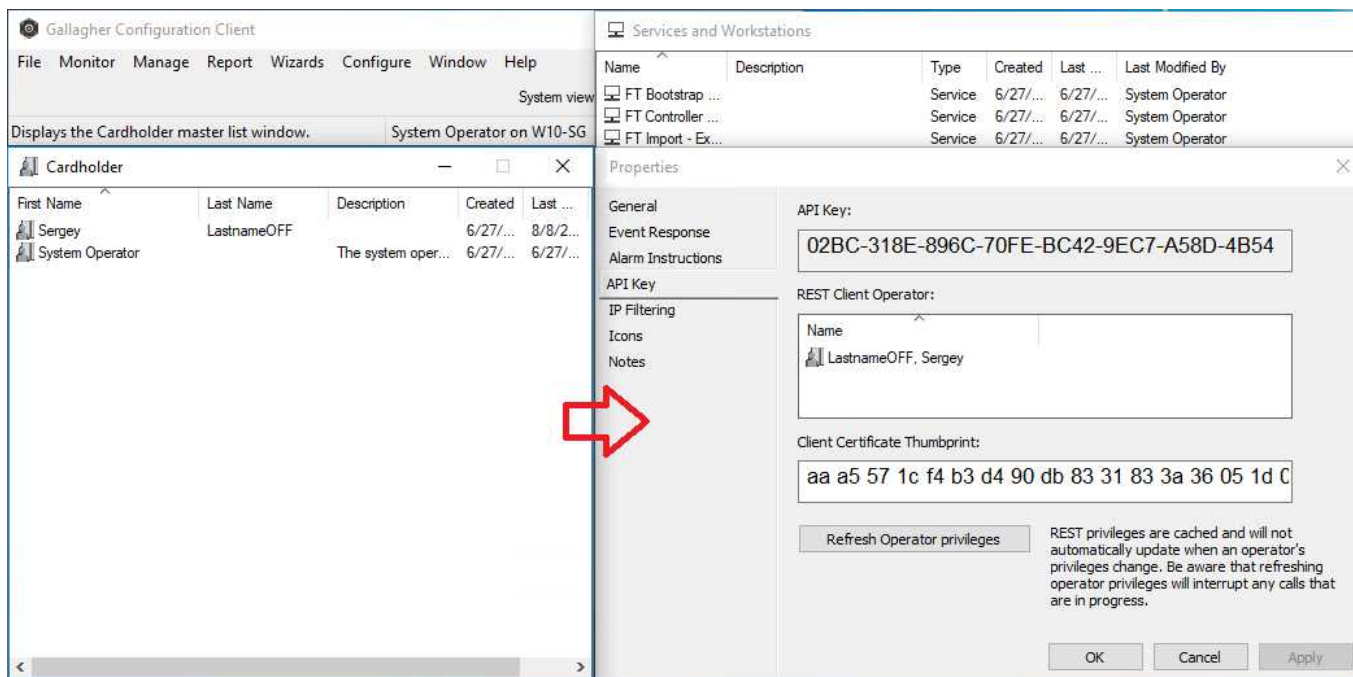 Gallagher Configuration Client
File Monitor Manage Report Wizards Configure Window Help
System view
Displays the Cardholder master list window. System Operator on W10-SG
Services and Workstations
Name Description Type Created Last ... Last Modified By
FT Bootstrap ... Service 6/27/... 6/27/... System Operator
FT Controller ... Service 6/27/... 6/27/... System Operator
FT Import - Ex... Service 6/27/... 6/27/... System Operator
Cardholder
First Name Last Name Description Created Last ...
Sergey LastnameOFF 6/27/... 8/8/2...
System Operator The system oper... 6/27/... 6/27/...
Properties
General
Event Response
Alarm Instructions
API Key
IP Filtering
Icons
Notes
API Key:
02BC-318E-896C-70FE-BC42-9EC7-A58D-4B54
REST Client Operator:
Name
LastnameOFF, Sergey
Client Certificate Thumbprint:
aa a5 57 1c f4 b3 d4 90 db 83 31 83 3a 36 05 1d
Refresh Operator privileges
REST privileges are cached and will not
automatically update when an operator's
privileges change. Be aware that refreshing
operator privileges will interrupt any calls that
are in progress.
OK Cancel Apply